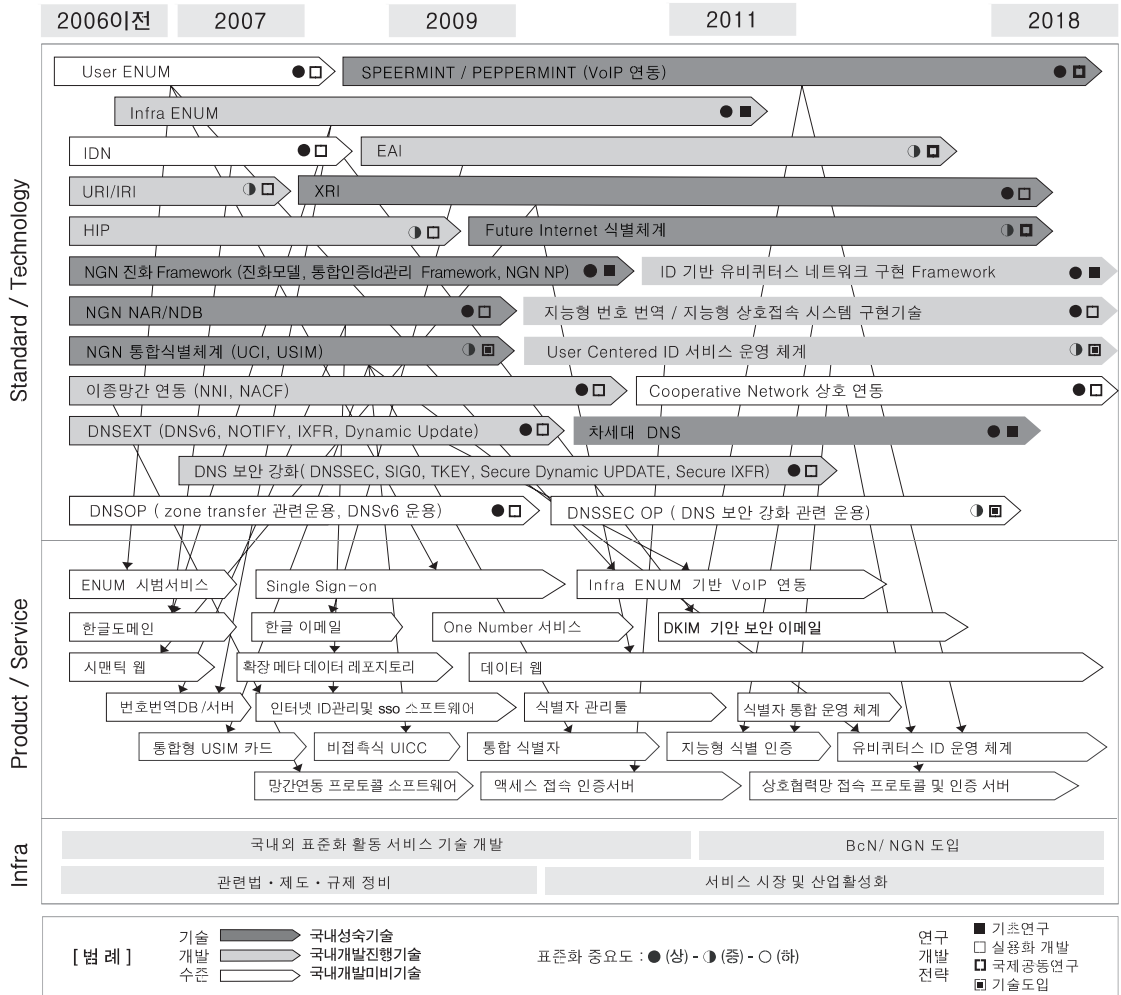 2006이전 2007 2009 2011 2018
Standard / Technology
User ENUM
SPEERMINT / PEPPERMINT (VoIP 연동)
Infra ENUM
IDN
EAI
URI/IRI
XRI
HIP
Future Internet 식별체계
NGN 진화 Framework (진화모델, 통합인증Id관리 Framework, NGN NP)
ID 기반 유비쿼터스 네트워크 구현 Framework
NGN NAR/NDB
지능형 번호 번역 / 지능형 상호접속 시스템 구현기술
NGN 통합식별체계 (UCI, USIM)
User Centered ID 서비스 운영 체계
이종망간 연동 (NNI, NACF)
Cooperative Network 상호 연동
DNSEXT (DNSv6, NOTIFY, IXFR, Dynamic Update)
차세대 DNS
DNS 보안 강화( DNSSEC, SIG0, TKEY, Secure Dynamic UPDATE, Secure IXFR)
DNSOP ( zone transfer 관련운용, DNSv6 운용)
DNSSEC OP ( DNS 보안 강화 관련 운용)
Product / Service
ENUM 시범서비스
Single Sign-on
Infra ENUM 기반 VoIP 연동
한글도메인
한글 이메일
One Number 서비스
DKIM 기안 보안 이메일
시맨틱 웹
확장 메타 데이터 레포지토리
데이터 웹
번호번역DB /서버
인터넷 ID관리및 sso 소프트웨어
식별자 관리툴
식별자 통합 운영 체계
통합형 USIM 카드
비접촉식 UICC
통합 식별자
지능형 식별 인증
유비쿼터스 ID 운영 체계
망간연동 프로토콜 소프트웨어
액세스 접속 인증서버
상호협력망 접속 프로토콜 및 인증 서버
Infra
국내외 표준화 활동 서비스 기술 개발
BcN/ NGN 도입
관련법・제도・규제 정비
서비스 시장 및 산업활성화
[ 범 례 ]
기술 개발 수준
국내성숙기술
국내개발진행기술
국내개발미비기술
표준화 중요도 : ● (상) - ◑ (중) - ○ (하)
연구 개발 전략
■ 기초연구
□ 실용화 개발
국제공동연구
▣ 기술도입